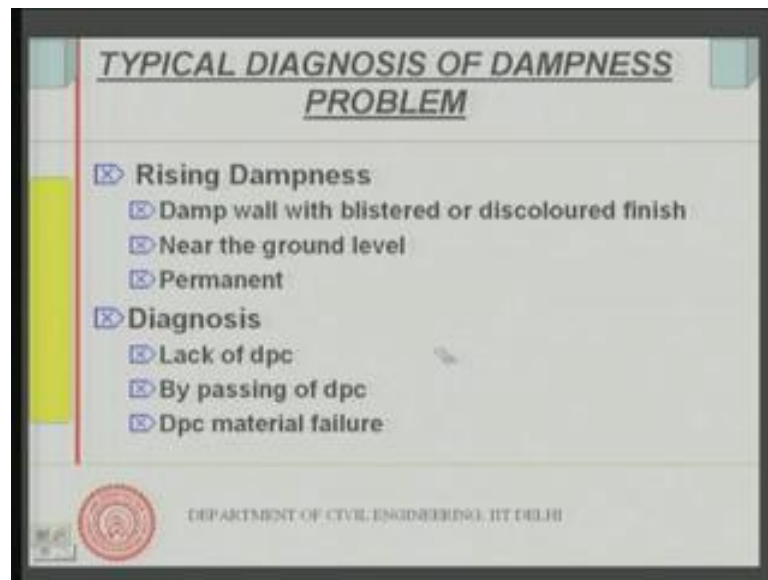 TYPICAL DIAGNOSIS OF DAMPNESS
PROBLEM
Rising Dampness
Damp wall with blistered or discoloured finish
Near the ground level
Permanent
Diagnosis
Lack of dpc
By passing of dpc
Dpc material failure
DEPARTMENT OF CIVIL ENGINEERING, IIT DELHI